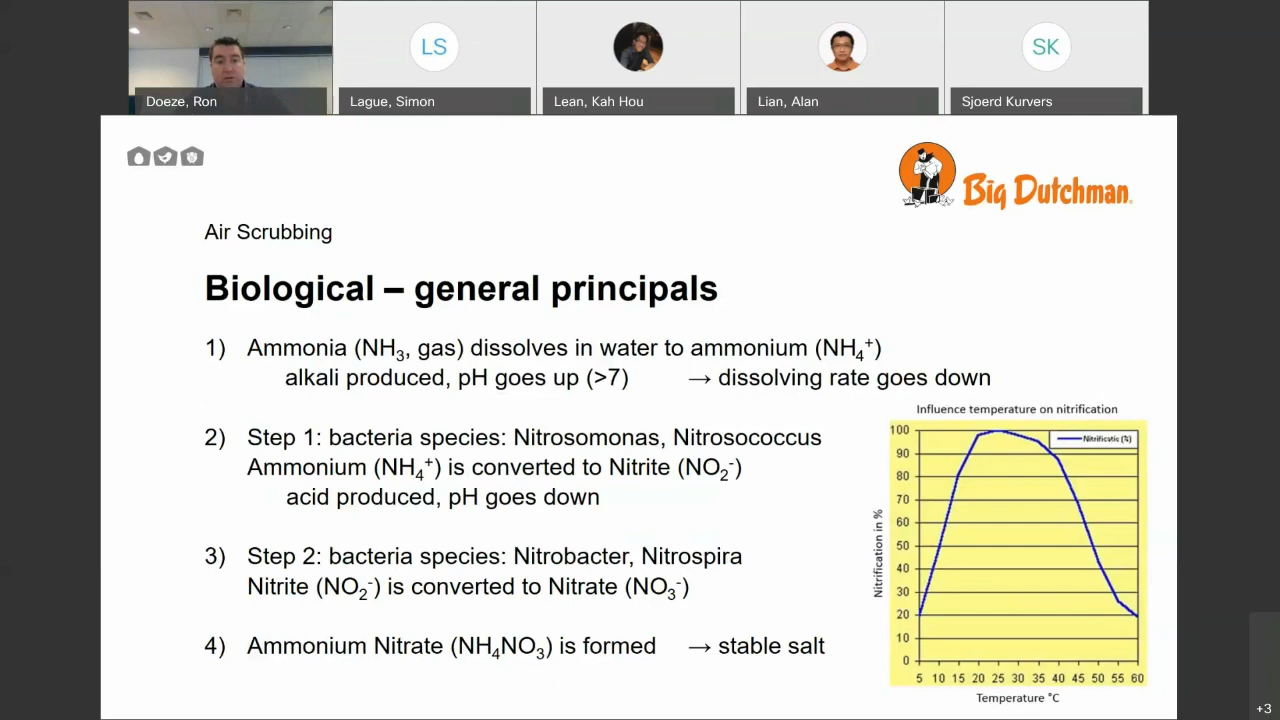 LS
SK
Doeze, Ron
Lague, Simon
Lean, Kah Hou
Lian, Alan
Sjoerd Kurvers
Big Dutchman
Air Scrubbing
Biological – general principals
1) Ammonia (NH₃, gas) dissolves in water to ammonium (NH₄⁺)
alkali produced, pH goes up (>7) → dissolving rate goes down
2) Step 1: bacteria species: Nitrosomonas, Nitrosococcus
Ammonium (NH₄⁺) is converted to Nitrite (NO₂⁻)
acid produced, pH goes down
3) Step 2: bacteria species: Nitrobacter, Nitrospira
Nitrite (NO₂⁻) is converted to Nitrate (NO₃⁻)
4) Ammonium Nitrate (NH₄NO₃) is formed → stable salt
Influence temperature on nitrification
Nitrificatic (%)
Nitrification in %
100
90
80
70
60
50
40
30
20
10
0
5 10 15 20 25 30 35 40 45 50 55 60
Temperature °C
+3